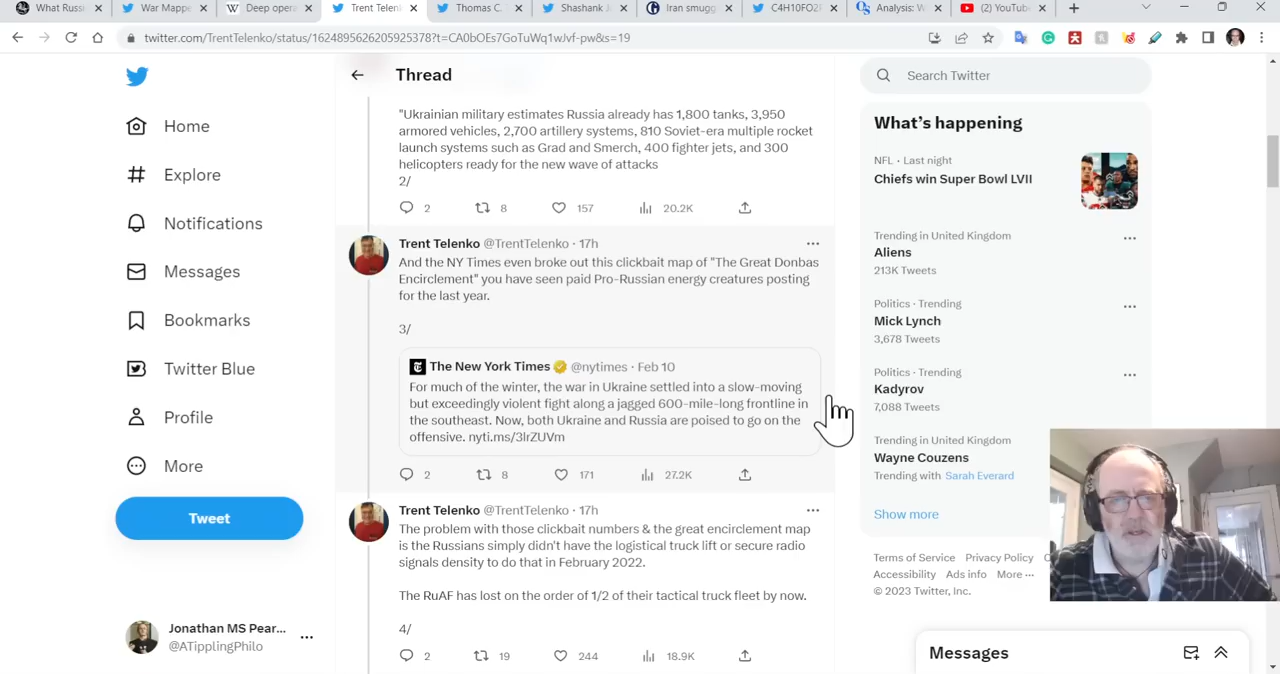 What Russi
War Mappe
Deep opera
Trent Telenk
Thomas C.
Shashank J
Iran smugg
C4H10FO2P
Analysis: W
(2) YouTube
twitter.com/TrentTelenko/status/1624895626205925378?t=CA0bOEs7GoTuWq1wJvf-pw&s=19
Thread
Search Twitter
Home
Explore
Notifications
Messages
Bookmarks
Twitter Blue
Profile
More
Tweet
Jonathan MS Pear...
@ATipplingPhilo
"Ukrainian military estimates Russia already has 1,800 tanks, 3,950
armored vehicles, 2,700 artillery systems, 810 Soviet-era multiple rocket
launch systems such as Grad and Smerch, 400 fighter jets, and 300
helicopters ready for the new wave of attacks
2/
2 8 157 20.2K
Trent Telenko @TrentTelenko · 17h
And the NY Times even broke out this clickbait map of "The Great Donbas
Encirclement" you have seen paid Pro-Russian energy creatures posting
for the last year.
3/
The New York Times @nytimes · Feb 10
For much of the winter, the war in Ukraine settled into a slow-moving
but exceedingly violent fight along a jagged 600-mile-long frontline in
the southeast. Now, both Ukraine and Russia are poised to go on the
offensive. nyti.ms/3lrZUVm
2 8 171 27.2K
Trent Telenko @TrentTelenko · 17h
The problem with those clickbait numbers & the great encirclement map
is the Russians simply didn't have the logistical truck lift or secure radio
signals density to do that in February 2022.
The RuAF has lost on the order of 1/2 of their tactical truck fleet by now.
4/
2 19 244 18.9K
What's happening
NFL · Last night
Chiefs win Super Bowl LVII
Trending in United Kingdom
Aliens
213K Tweets
Politics · Trending
Mick Lynch
3,678 Tweets
Politics · Trending
Kadyrov
7,088 Tweets
Trending in United Kingdom
Wayne Couzens
Trending with Sarah Everard
Show more
Terms of Service Privacy Policy
Accessibility Ads info More ...
© 2023 Twitter, Inc.
Messages